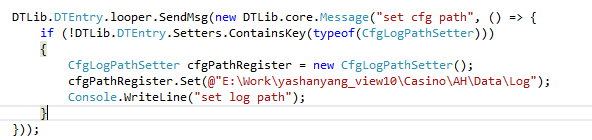 DTLib.DTEntry.looper.SendMsg(new DTLib.core.Message("set cfg path", () => {
    if (!DTLib.DTEntry.Setters.ContainsKey(typeof(CfgLogPathSetter)))
    {
        CfgLogPathSetter cfgPathRegister = new CfgLogPathSetter();
        cfgPathRegister.Set(@"E:\Work\yashanyang_view10\Casino\AH\Data\Log");
        Console.WriteLine("set log path");
    }
}));